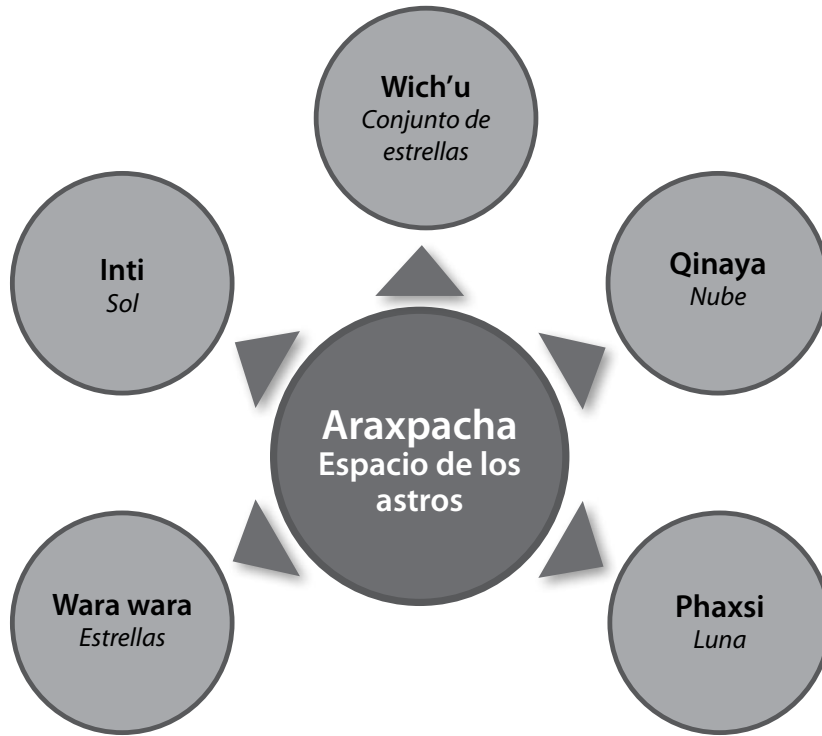 Wich’u
Conjunto de
estrellas
Inti
Sol
Qinaya
Nube
Araxpacha
Espacio de los
astros
Wara wara
Estrellas
Phaxsi
Luna